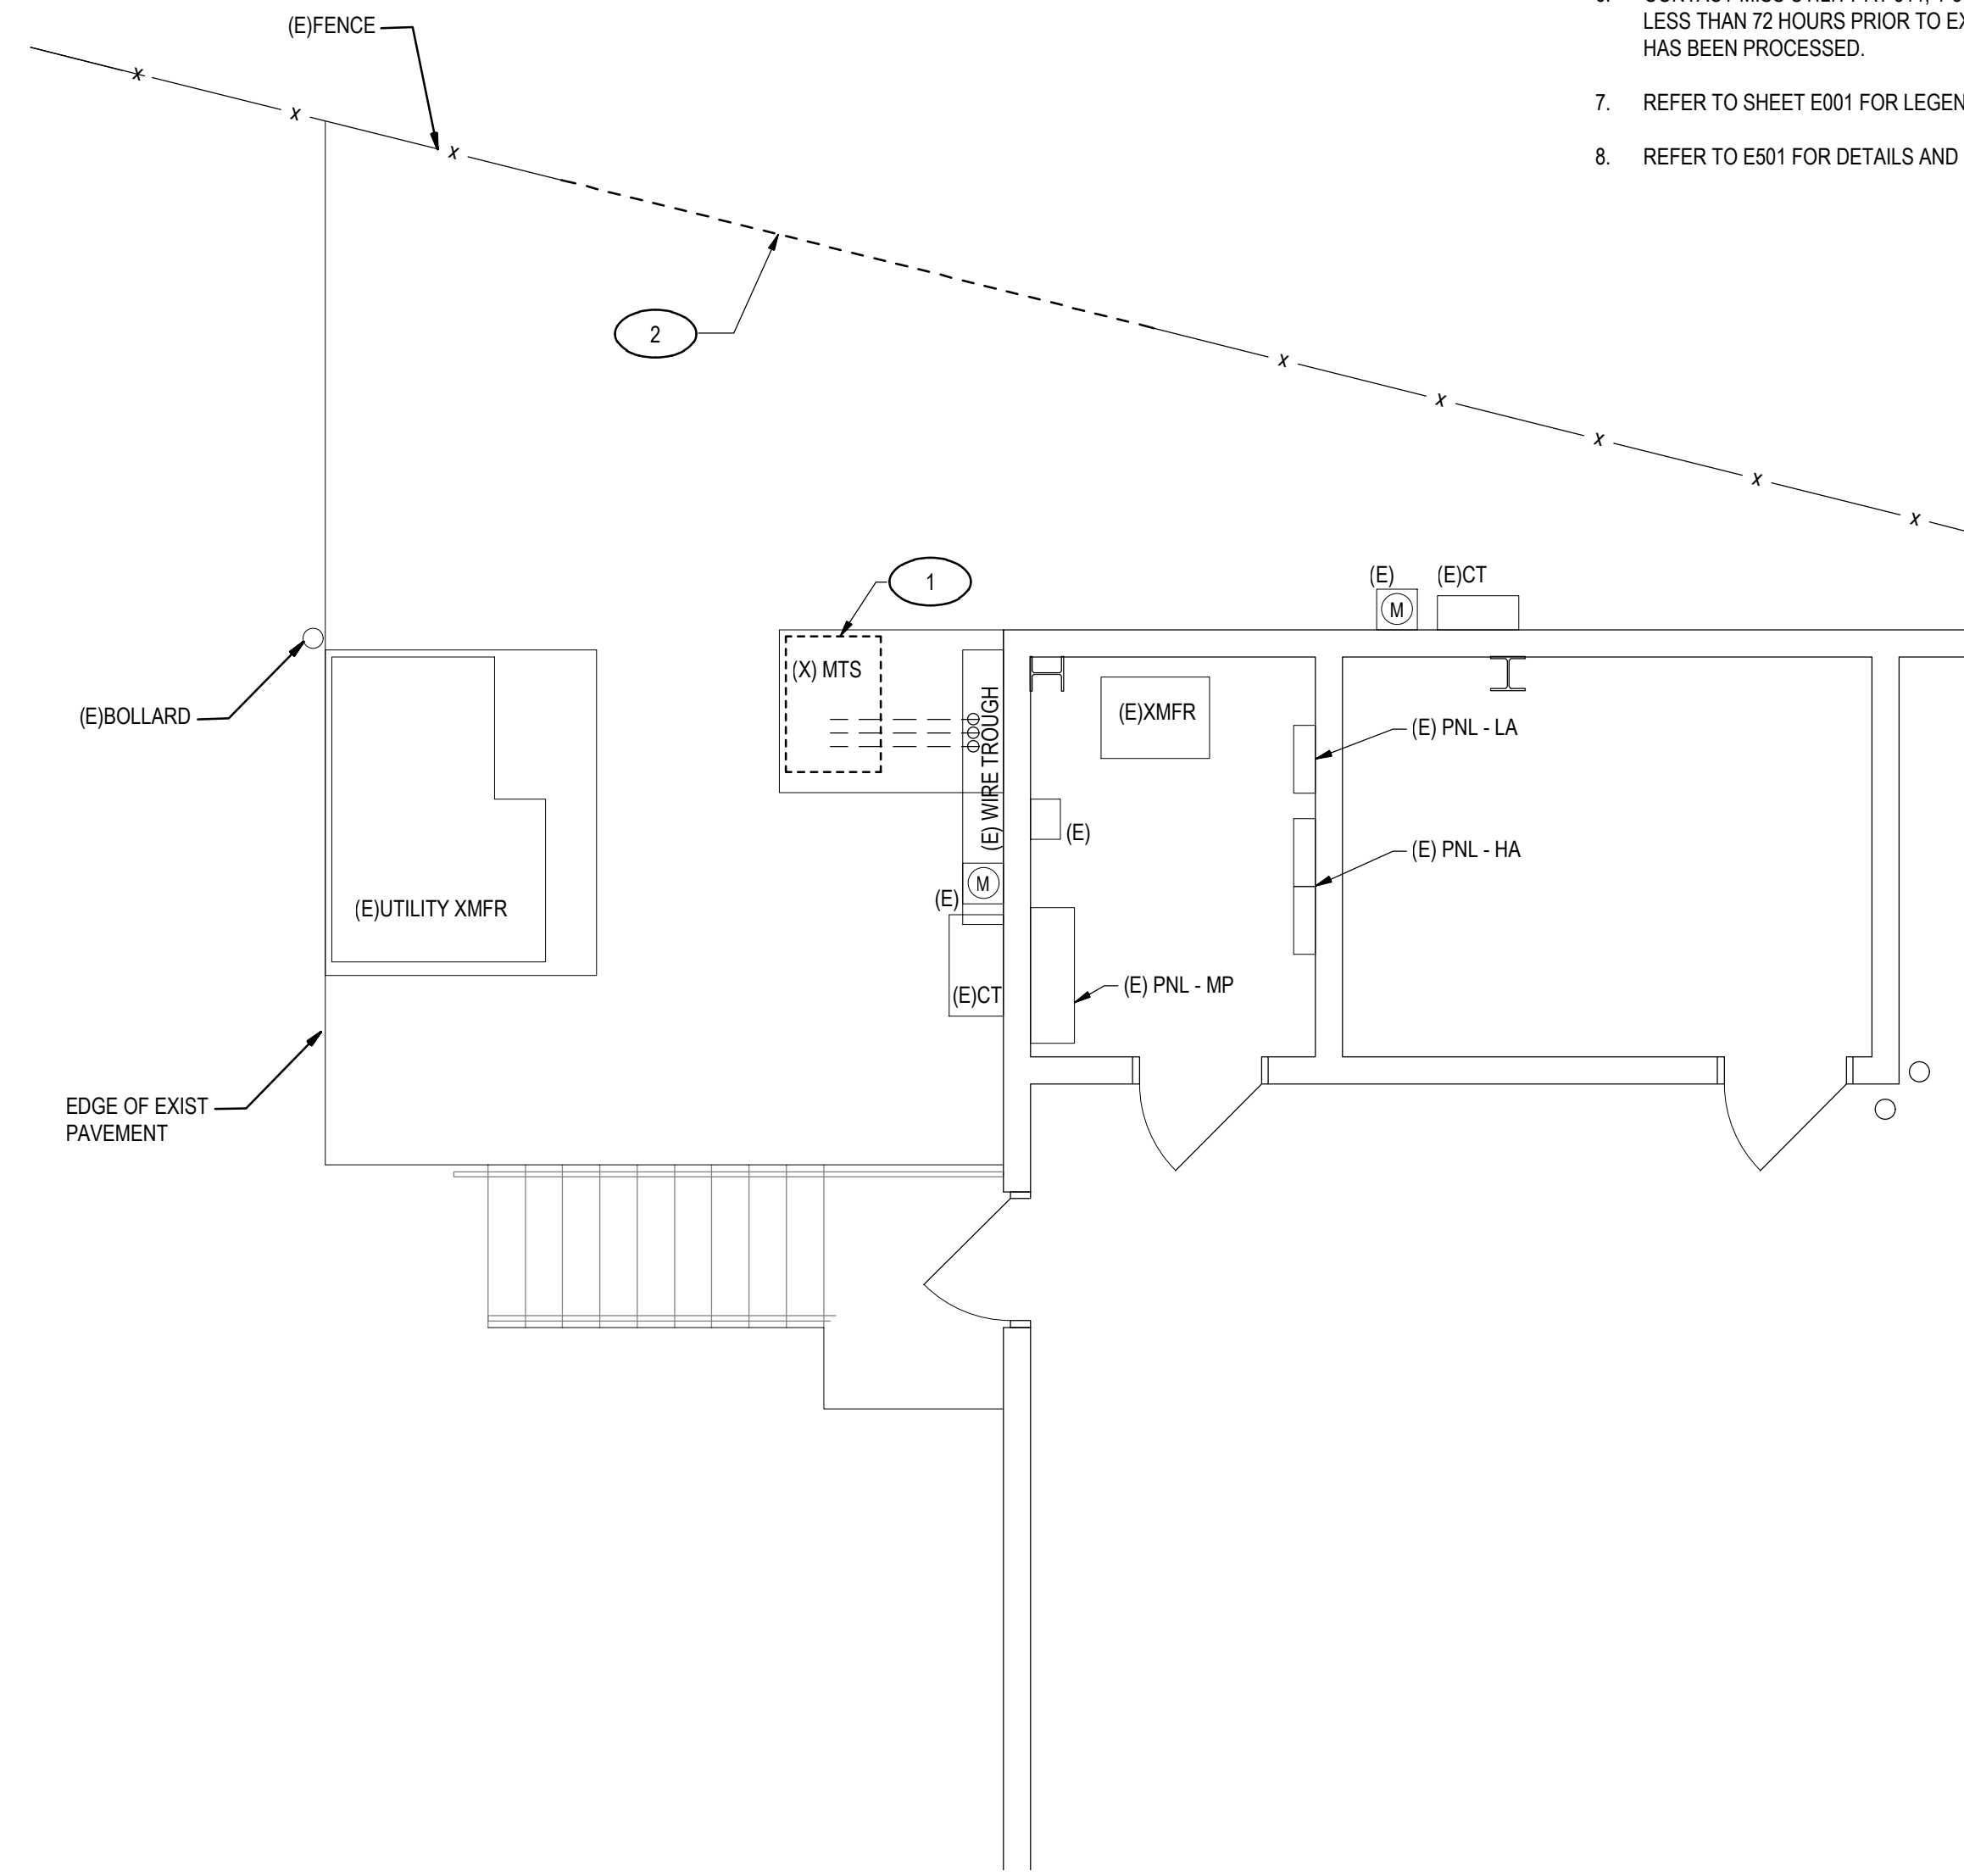 (E)FENCE
LESS THAN 72 HOURS PRIOR TO
HAS BEEN PROCESSED.
7. REFER TO SHEET E001 FOR
8. REFER TO E501 FOR DETAILS AND
x
x
x
2
x
x
x
x
x
1
(E)
(E)CT
M
(X) MTS
(E)BOLLARD
(E) WIRE TROUGH
(E)XMFR
(E) PNL - LA
(E)
(E) PNL - HA
M
(E)
(E)UTILITY XMFR
(E)CT
(E) PNL - MP
EDGE OF EXIST
PAVEMENT